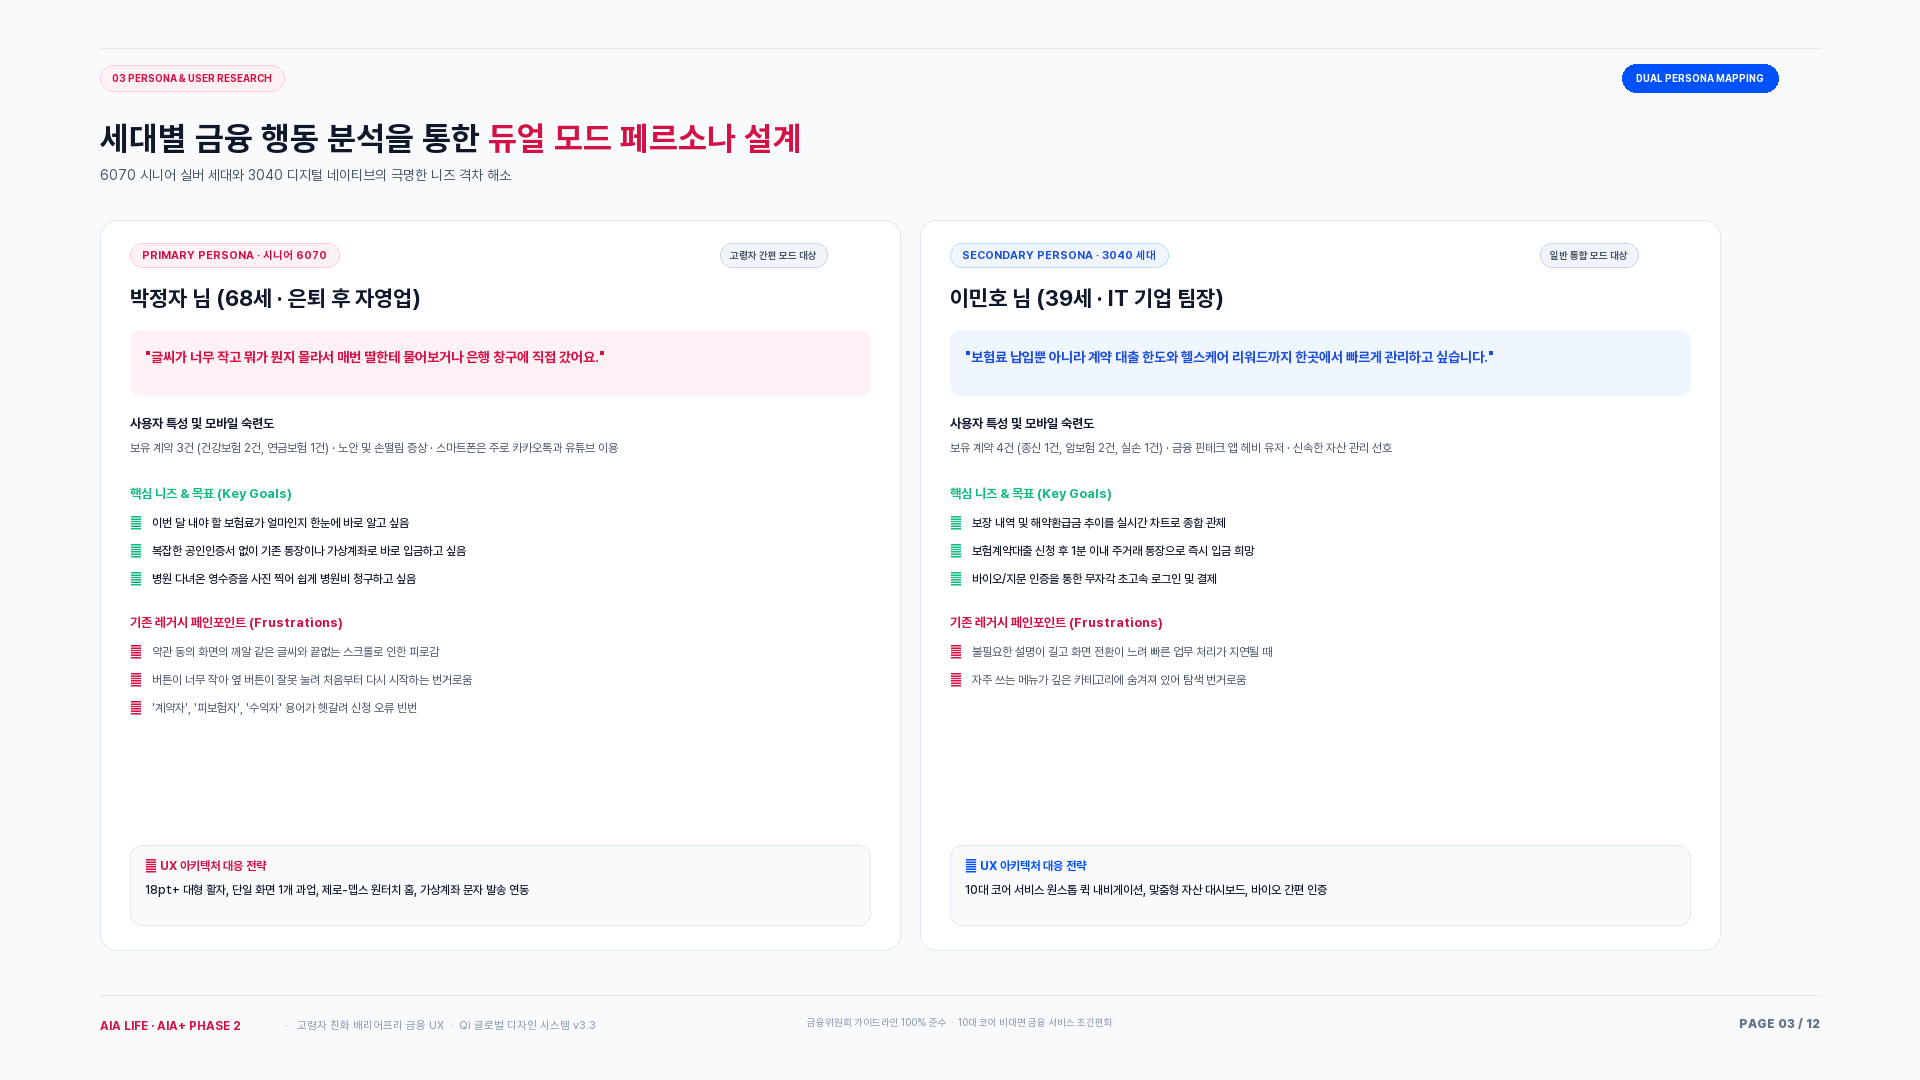 03 PERSONA & USER RESEARCH
DUAL PERSONA MAPPING
세대별 금융 행동 분석을 통한 듀얼 모드 페르소나 설계
6070 시니어 실버 세대와 3040 디지털 네이티브의 극명한 니즈 격차 해소
PRIMARY PERSONA · 시니어 6070
고령자 간편 모드 대상
박정자 님 (68세 · 은퇴 후 자영업)
"글씨가 너무 작고 뭐가 뭔지 몰라서 매번 딸한테 물어보거나 은행 창구에 직접 갔어요."
사용자 특성 및 모바일 숙련도
보유 계약 3건 (건강보험 2건, 연금보험 1건) · 노안 및 손떨림 증상 · 스마트폰은 주로 카카오톡과 유튜브 이용
핵심 니즈 & 목표 (Key Goals)
이번 달 내야 할 보험료가 얼마인지 한눈에 바로 알고 싶음
복잡한 공인인증서 없이 기존 통장이나 가상계좌로 바로 입금하고 싶음
병원 다녀온 영수증을 사진 찍어 쉽게 병원비 청구하고 싶음
기존 레거시 페인포인트 (Frustrations)
약관 동의 화면의 깨알 같은 글씨와 끝없는 스크롤로 인한 피로감
버튼이 너무 작아 옆 버튼이 잘못 눌려 처음부터 다시 시작하는 번거로움
'계약자', '피보험자', '수익자' 용어가 헷갈려 신청 오류 빈번
UX 아키텍처 대응 전략
18pt+ 대형 활자, 단일 화면 1개 과업, 제로-뎁스 원터치 홈, 가상계좌 문자 발송 연동
SECONDARY PERSONA · 3040 세대
일반 통합 모드 대상
이민호 님 (39세 · IT 기업 팀장)
"보험료 납입뿐 아니라 계약 대출 한도와 헬스케어 리워드까지 한곳에서 빠르게 관리하고 싶습니다."
사용자 특성 및 모바일 숙련도
보유 계약 4건 (종신 1건, 암보험 2건, 실손 1건) · 금융 핀테크 앱 헤비 유저 · 신속한 자산 관리 선호
핵심 니즈 & 목표 (Key Goals)
보장 내역 및 해약환급금 추이를 실시간 차트로 종합 관제
보험계약대출 신청 후 1분 이내 주거래 통장으로 즉시 입금 희망
바이오/지문 인증을 통한 무자각 초고속 로그인 및 결제
기존 레거시 페인포인트 (Frustrations)
불필요한 설명이 길고 화면 전환이 느려 빠른 업무 처리가 지연될 때
자주 쓰는 메뉴가 깊은 카테고리에 숨겨져 있어 탐색 번거로움
UX 아키텍처 대응 전략
10대 코어 서비스 원스톱 퀵 내비게이션, 맞춤형 자산 대시보드, 바이오 간편 인증
AIA LIFE · AIA+ PHASE 2 · 고령자 친화 배리어프리 금융 UX · Qi 글로벌 디자인 시스템 v3.3
금융위원회 가이드라인 100% 준수 · 10대 코어 비대면 금융 서비스 초간편화
PAGE 03 / 12